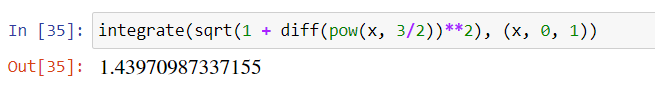 In [35]: integrate(sqrt(1 + diff(pow(x, 3/2))**2), (x, 0, 1))
Out[35]: 1.43970987337155